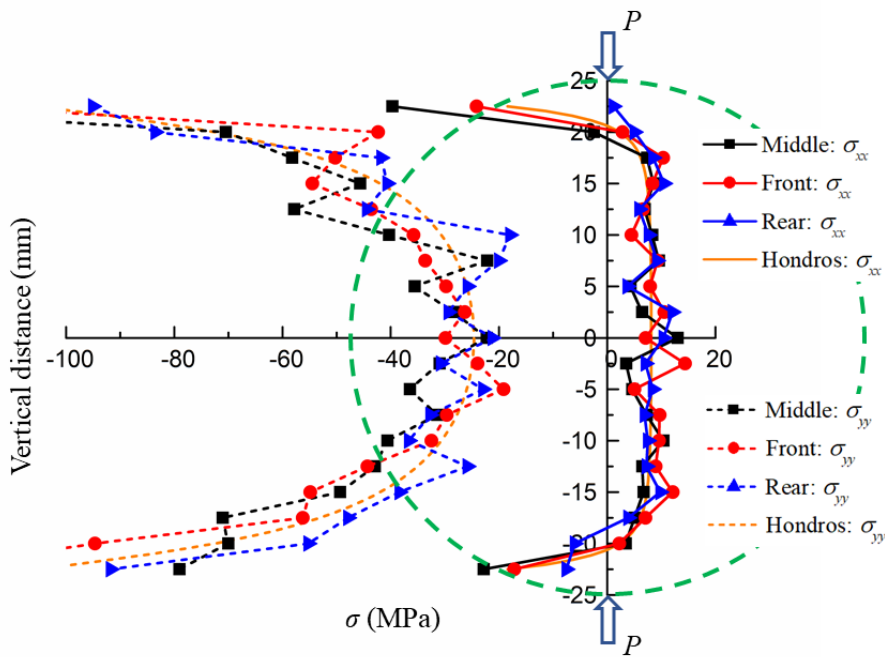 P
25
20
15
10
5
0
-5
-10
-15
-20
-25
-100
-80
-60
-40
-20
0
20
Vertical distance (mm)
σ (MPa)
Middle: σxx
Front: σxx
Rear: σxx
Hondros: σxx
Middle: σyy
Front: σyy
Rear: σyy
Hondros: σyy
P